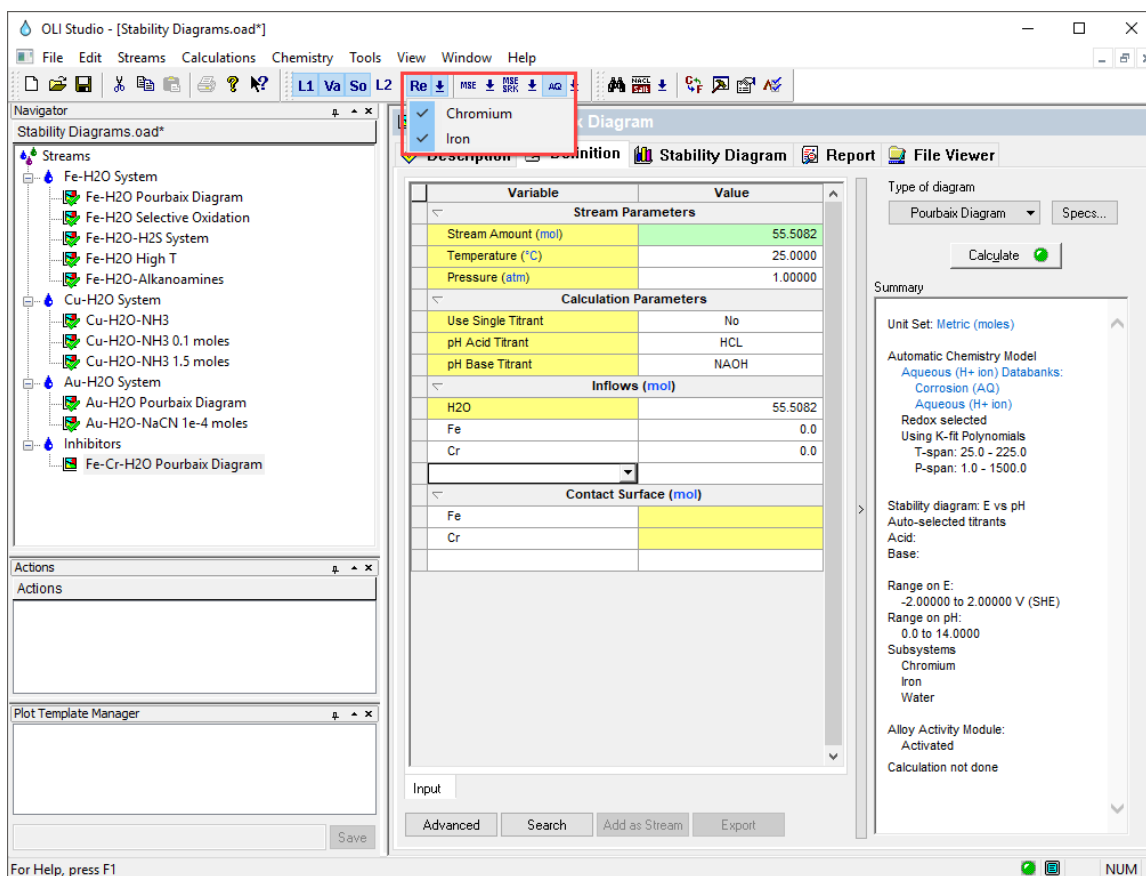 OLI Studio - [Stability Diagrams.oad*]
File Edit Streams Calculations Chemistry Tools View Window Help
L1 Va So L2 Re MSE MSE SRK AQ NACL Salt
Chromium
Iron
Navigator
Stability Diagrams.oad*
Streams
Fe-H2O System
Fe-H2O Pourbaix Diagram
Fe-H2O Selective Oxidation
Fe-H2O-H2S System
Fe-H2O High T
Fe-H2O-Alkanoamines
Cu-H2O System
Cu-H2O-NH3
Cu-H2O-NH3 0.1 moles
Cu-H2O-NH3 1.5 moles
Au-H2O System
Au-H2O Pourbaix Diagram
Au-H2O-NaCN 1e-4 moles
Inhibitors
Fe-Cr-H2O Pourbaix Diagram
Actions
Actions
Plot Template Manager
Save
Diagram
Description Definition Stability Diagram Report File Viewer
Variable Value
Stream Parameters
Stream Amount (mol) 55.5082
Temperature (°C) 25.0000
Pressure (atm) 1.00000
Calculation Parameters
Use Single Titrant No
pH Acid Titrant HCL
pH Base Titrant NAOH
Inflows (mol)
H2O 55.5082
Fe 0.0
Cr 0.0
Contact Surface (mol)
Fe
Cr
Input
Advanced Search Add as Stream Export
Type of diagram
Pourbaix Diagram Specs...
Calculate
Summary
Unit Set: Metric (moles)
Automatic Chemistry Model
Aqueous (H+ ion) Databanks:
Corrosion (AQ)
Aqueous (H+ ion)
Redox selected
Using K-fit Polynomials
T-span: 25.0 - 225.0
P-span: 1.0 - 1500.0
Stability diagram: E vs pH
Auto-selected titrants
Acid:
Base:
Range on E:
-2.00000 to 2.00000 V (SHE)
Range on pH:
0.0 to 14.0000
Subsystems
Chromium
Iron
Water
Alloy Activity Module:
Activated
Calculation not done
For Help, press F1
NUM